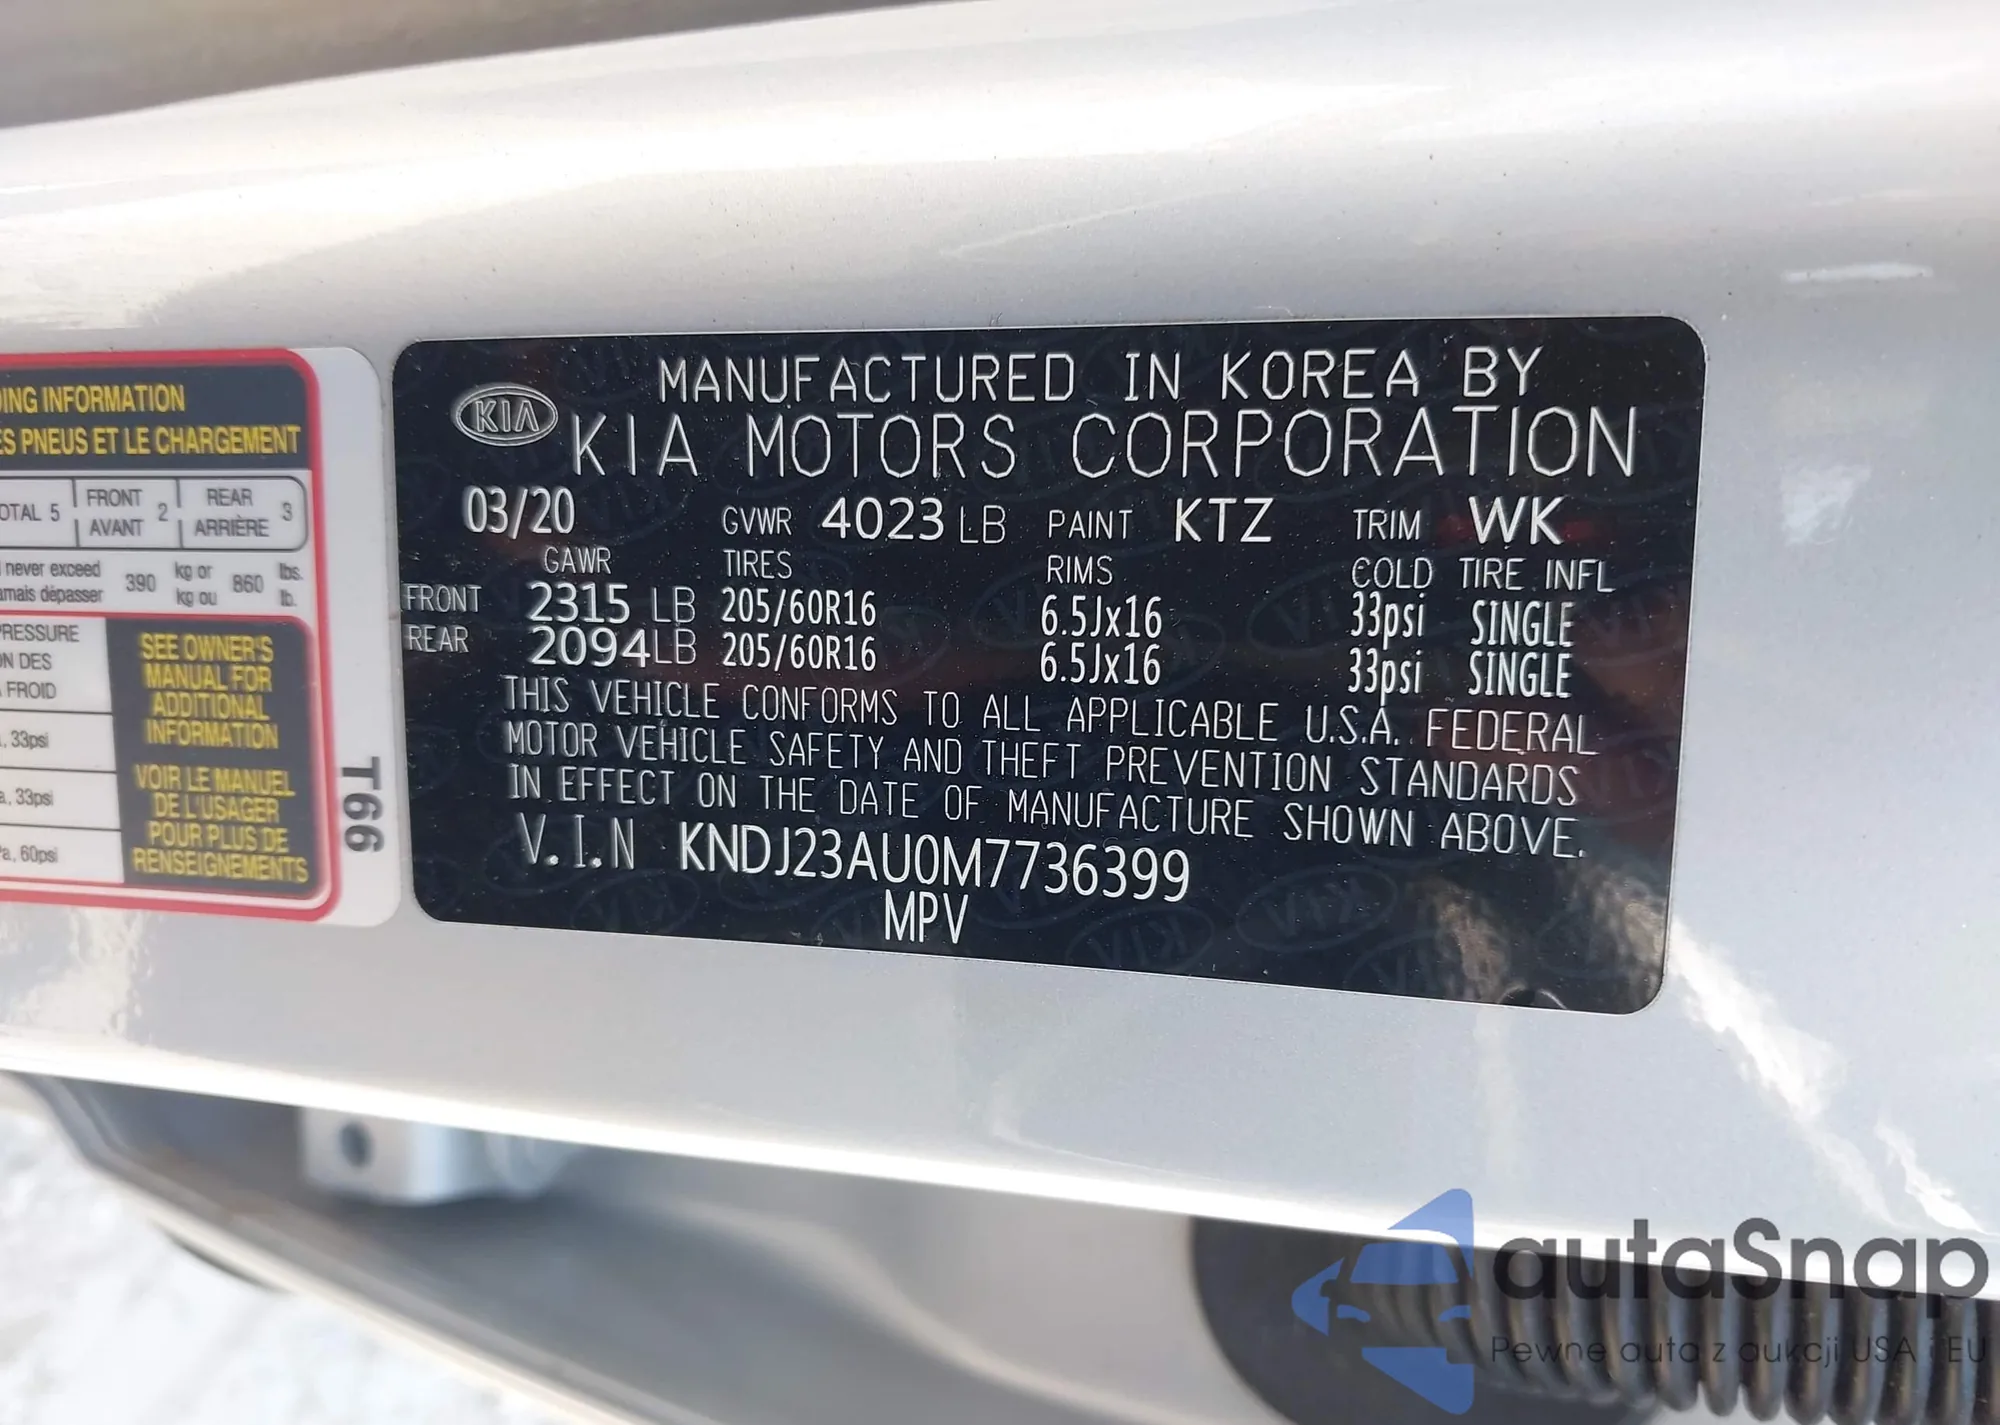 ING INFORMATION
ES PNEUS ET LE CHARGEMENT
OTAL 5 FRONT AVANT 2 REAR ARRIÈRE 3
never exceed 390 kg or 860 lbs.
amais dépasser kg ou lb.
PRESSURE
ON DES
FROID
, 33psi
a, 33psi
Pa, 60psi
SEE OWNER'S
MANUAL FOR
ADDITIONAL
INFORMATION
VOIR LE MANUEL
DE L'USAGER
POUR PLUS DE
RENSEIGNEMENTS
T66
KIA
MANUFACTURED IN KOREA BY
KIA MOTORS CORPORATION
03/20 GVWR 4023 LB PAINT KTZ TRIM WK
GAWR TIRES RIMS COLD TIRE INFL
FRONT 2315 LB 205/60R16 6.5Jx16 33psi SINGLE
REAR 2094LB 205/60R16 6.5Jx16 33psi SINGLE
THIS VEHICLE CONFORMS TO ALL APPLICABLE U.S.A. FEDERAL
MOTOR VEHICLE SAFETY AND THEFT PREVENTION STANDARDS
IN EFFECT ON THE DATE OF MANUFACTURE SHOWN ABOVE.
V.I.N KNDJ23AU0M7736399
MPV
autaSnap
Pewne auta z aukcji USA i EU